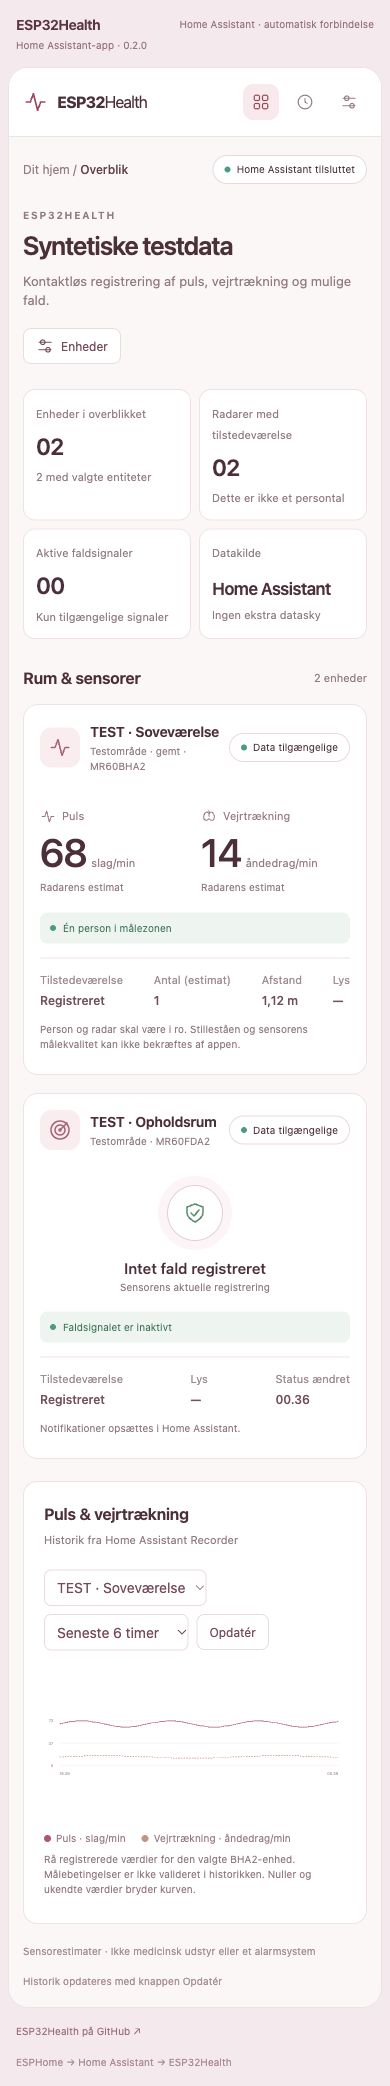 ESP32Health
Home Assistant · automatisk forbindelse
Home Assistant-app · 0.2.0
ESP32Health
Dit hjem / Overblik
Home Assistant tilsluttet
ESP32HEALTH
Syntetiske testdata
Kontaktløs registrering af puls, vejrtrækning og mulige
fald.
Enheder
Enheder i overblikket
02
2 med valgte entiteter
Radarer med
tilstedeværelse
02
Dette er ikke et persontal
Aktive faldsignaler
00
Kun tilgængelige signaler
Datakilde
Home Assistant
Ingen ekstra datasky
Rum & sensorer
2 enheder
TEST · Soveværelse
Testområde · gemt ·
MR60BHA2
Data tilgængelige
Puls
68 slag/min
Radarens estimat
Vejrtrækning
14 åndedrag/min
Radarens estimat
Én person i målezonen
Tilstedeværelse
Registreret
Antal (estimat)
1
Afstand
1,12 m
Lys
—
Person og radar skal være i ro. Stilleståen og sensorens
målekvalitet kan ikke bekræftes af appen.
TEST · Opholdsrum
Testområde · MR60FDA2
Data tilgængelige
Intet fald registreret
Sensorens aktuelle registrering
Faldsignalet er inaktivt
Tilstedeværelse
Registreret
Lys
—
Status ændret
00.36
Notifikationer opsættes i Home Assistant.
Puls & vejrtrækning
Historik fra Home Assistant Recorder
TEST · Soveværelse
Seneste 6 timer
Opdatér
Puls · slag/min
Vejrtrækning · åndedrag/min
Rå registrerede værdier for den valgte BHA2-enhed.
Målebetingelser er ikke valideret i historikken. Nuller og
ukendte værdier bryder kurven.
Sensorestimater · Ikke medicinsk udstyr eller et alarmsystem
Historik opdateres med knappen Opdatér
ESP32Health på GitHub ↗
ESPHome → Home Assistant → ESP32Health